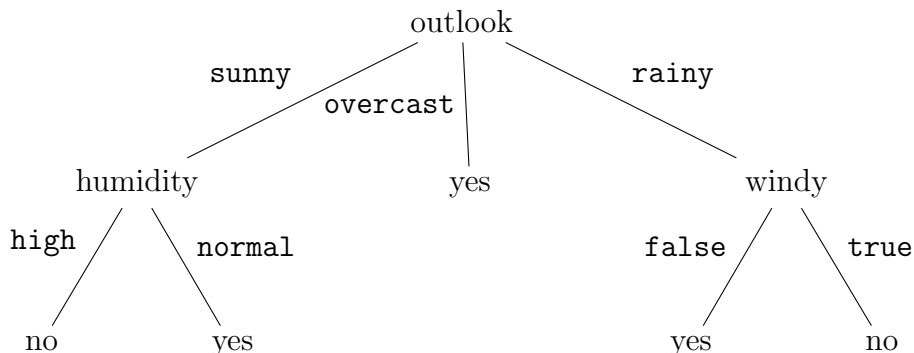 outlook
sunny
overcast
rainy
humidity
yes
windy
high
normal
false
true
no
yes
yes
no